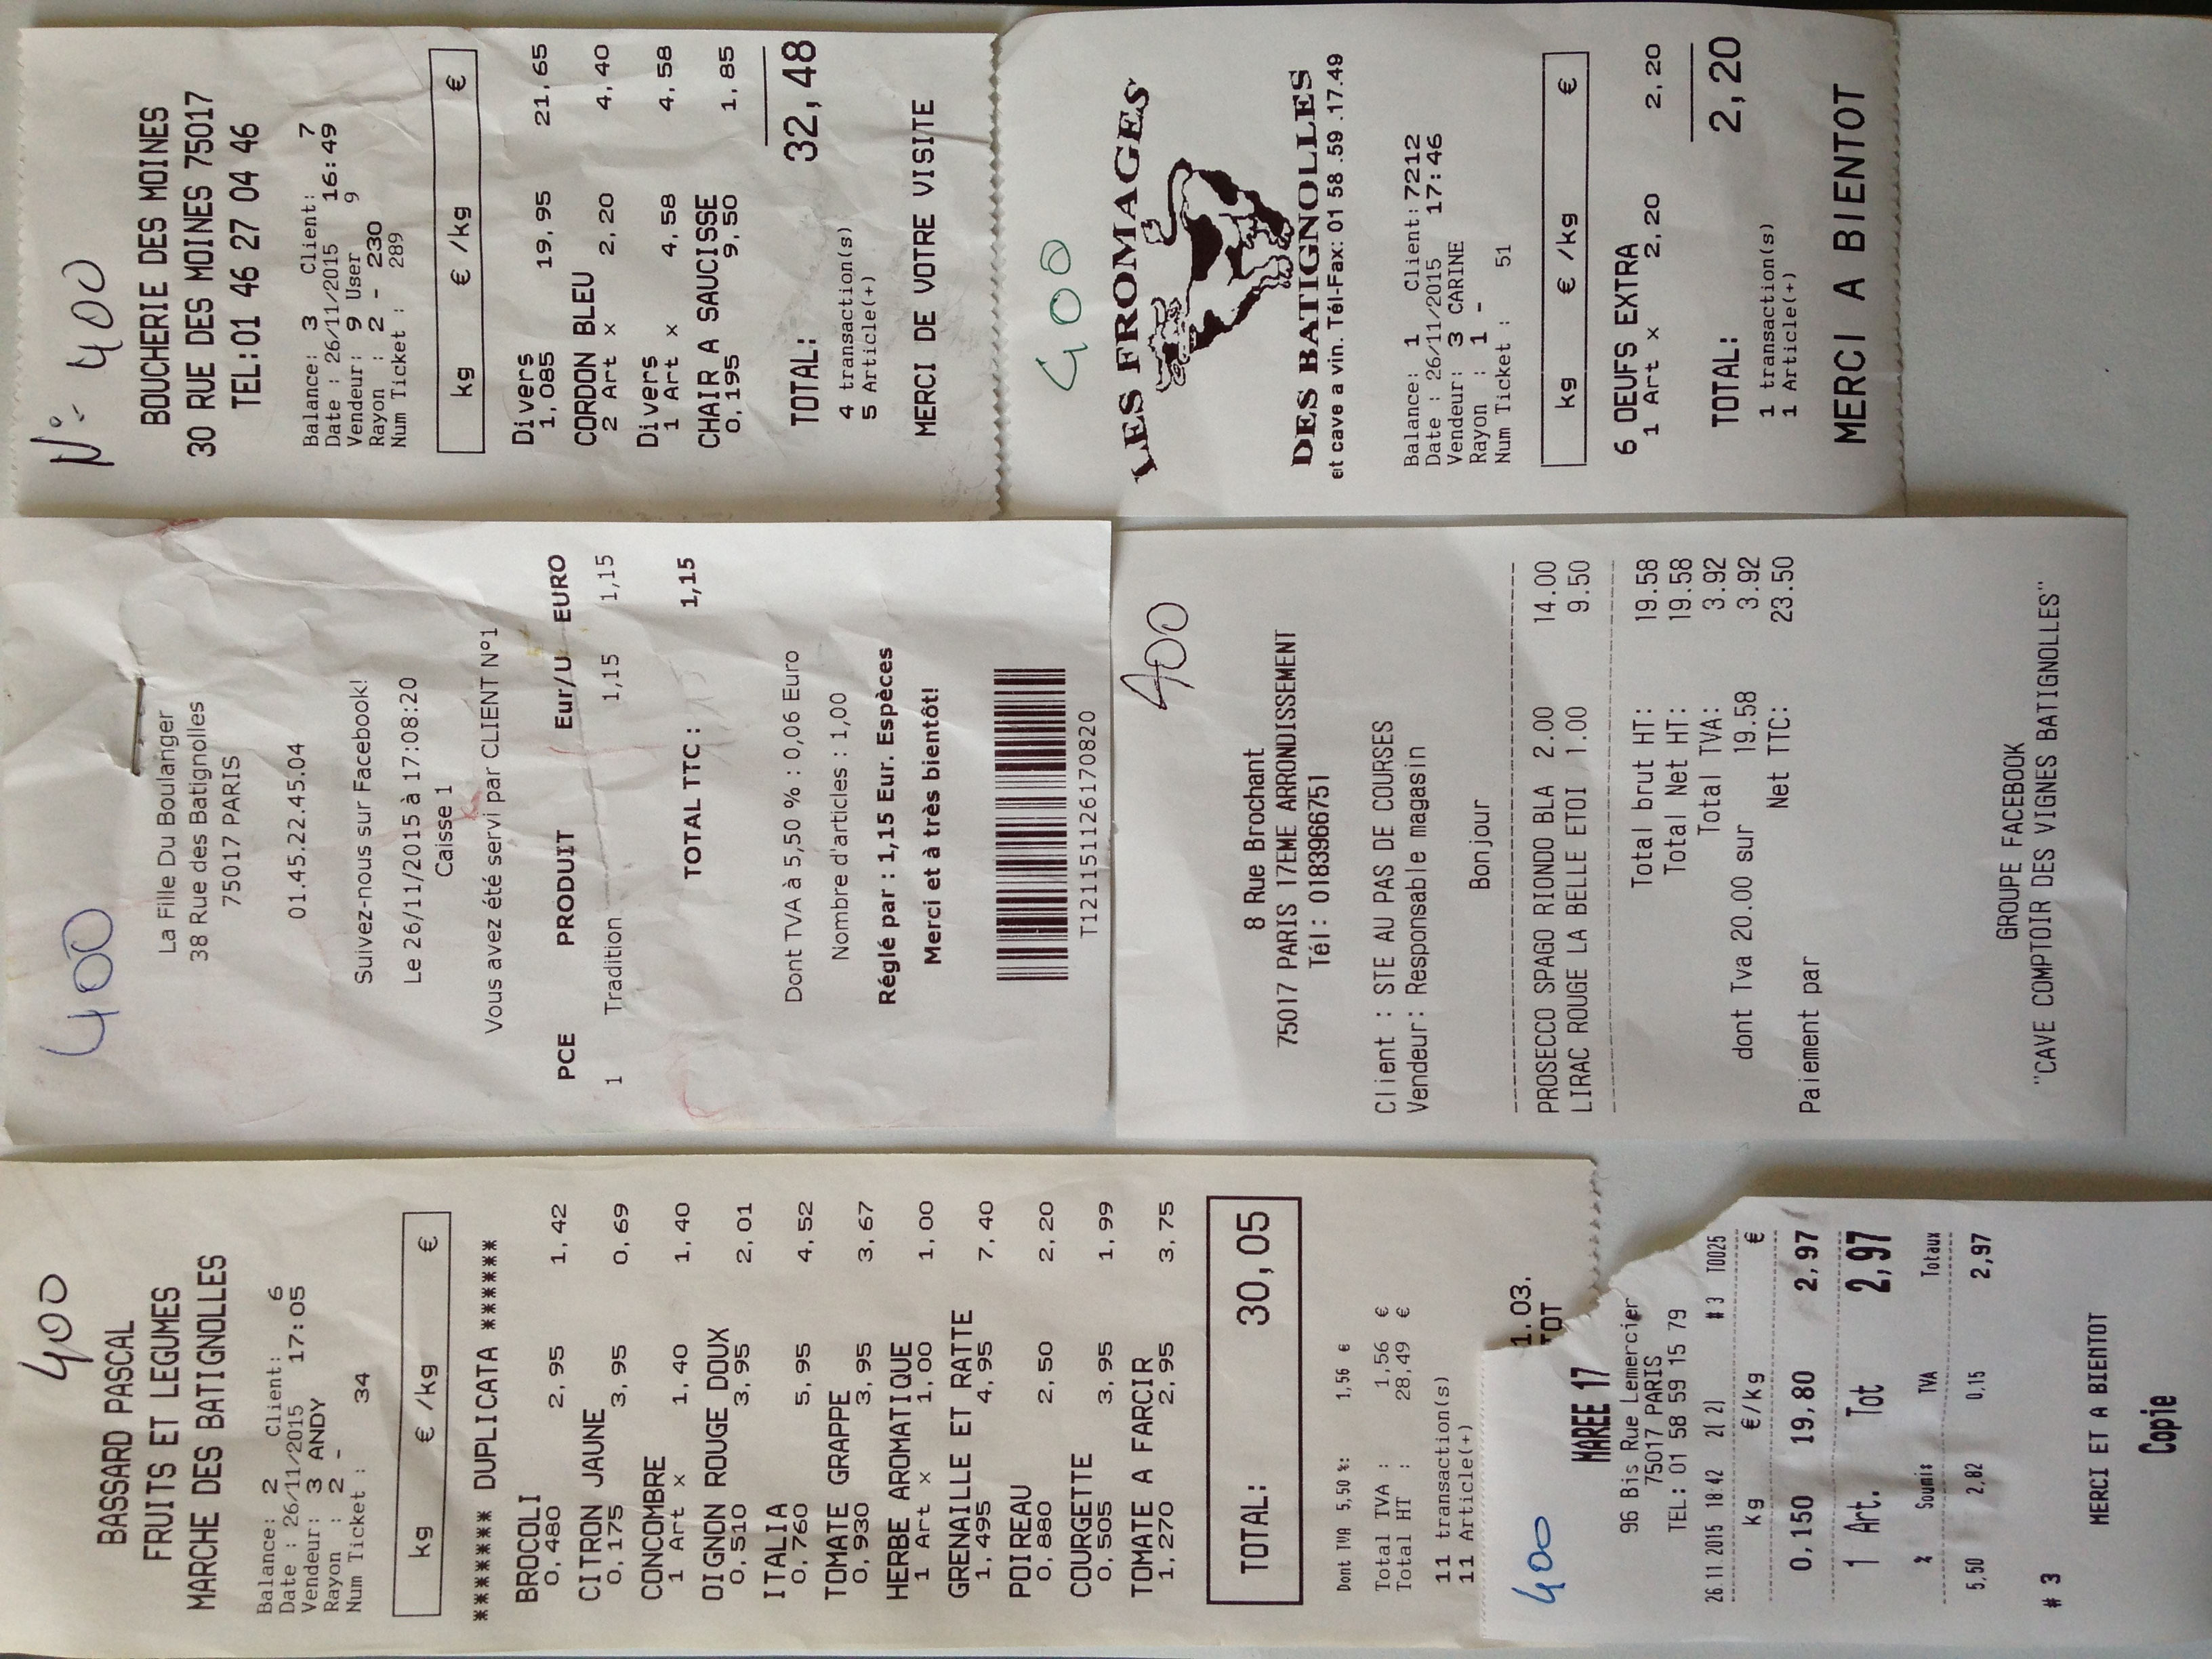 400
BASSARD PASCAL
FRUITS ET LEGUMES
MARCHE DES BATIGNOLLES
Balance: 2 Client: 6
Date : 26/11/2015 17:05
Vendeur: 3 ANDY
Rayon : 2 -
Num Ticket : 34
kg € /kg €
******* DUPLICATA ******
BROCOLI
0,480 2,95 1,42
CITRON JAUNE
0,175 3,95 0,69
CONCOMBRE
1 Art x 1,40 1,40
OIGNON ROUGE DOUX
0,510 3,95 2,01
ITALIA
0,760 5,95 4,52
TOMATE GRAPPE
0,930 3,95 3,67
HERBE AROMATIQUE
1 Art x 1,00 1,00
GRENAILLE ET RATTE
1,495 4,95 7,40
POIREAU
0,880 2,50 2,20
COURGETTE
0,505 3,95 1,99
TOMATE A FARCIR
1,270 2,95 3,75
TOTAL: 30,05
Dont TVA 5,50 %: 1,56 €
Total TVA : 1,56 €
Total HT : 28,49 €
11 transaction(s)
11 Article(+)
1.03.
TOT
400
MAREE 17
96 Bis Rue Lemercier
75017 PARIS
TEL: 01 58 59 15 79
26.11.2015 18:42 2( 2) # 3 T0025
kg €/kg €
0,150 19,80 2,97
1 Art. Tot 2,97
% Soumis TVA Totaux
5,50 2,82 0,15 2,97
# 3
MERCI ET A BIENTOT
Copie
400
La Fille Du Boulanger
38 Rue des Batignolles
75017 PARIS
01.45.22.45.04
Suivez-nous sur Facebook!
Le 26/11/2015 à 17:08:20
Caisse 1
Vous avez été servi par CLIENT N°1
PCE PRODUIT Eur/U EURO
1 Tradition 1,15 1,15
TOTAL TTC : 1,15
Dont TVA à 5,50 % : 0,06 Euro
Nombre d'articles : 1,00
Réglé par : 1,15 Eur. Espèces
Merci et à très bientôt!
T121151126170820
400
8 Rue Brochant
75017 PARIS 17EME ARRONDISSEMENT
Tél: 0183966751
Client : STE AU PAS DE COURSES
Vendeur: Responsable magasin
Bonjour
PROSECCO SPAGO RIONDO BLA 2.00 14.00
LIRAC ROUGE LA BELLE ETOI 1.00 9.50
Total brut HT: 19.58
Total Net HT: 19.58
Total TVA: 3.92
dont Tva 20.00 sur 19.58 3.92
Net TTC: 23.50
Paiement par
GROUPE FACEBOOK
"CAVE COMPTOIR DES VIGNES BATIGNOLLES"
N° 400
BOUCHERIE DES MOINES
30 RUE DES MOINES 75017
TEL:01 46 27 04 46
Balance: 3 Client: 7
Date : 26/11/2015 16:49
Vendeur: 9 User 9
Rayon : 2 - 230
Num Ticket : 289
kg € /kg €
Divers
1,085 19,95 21,65
CORDON BLEU
2 Art x 2,20 4,40
Divers
1 Art x 4,58 4,58
CHAIR A SAUCISSE
0,195 9,50 1,85
TOTAL: 32,48
4 transaction(s)
5 Article(+)
MERCI DE VOTRE VISITE
400
LES FROMAGES
DES BATIGNOLLES
et cave a vin. Tél-Fax: 01 58 .59 .17.49
Balance: 1 Client:7212
Date : 26/11/2015 17:46
Vendeur: 3 CARINE
Rayon : 1 -
Num Ticket : 51
kg € /kg €
6 OEUFS EXTRA
1 Art x 2,20 2,20
TOTAL: 2,20
1 transaction(s)
1 Article(+)
MERCI A BIENTOT